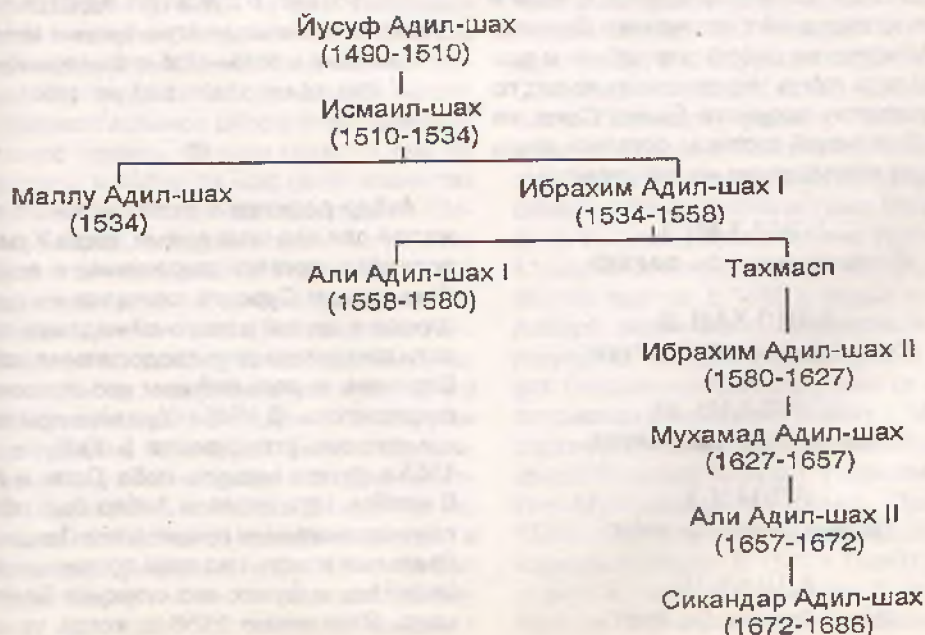 Йусуф Адил-шах
(1490-1510)
Исмаил-шах
(1510-1534)
Маллу Адил-шах
(1534)
Ибрахим Адил-шах I
(1534-1558)
Али Адил-шах I
(1558-1580)
Тахмасп
Ибрахим Адил-шах II
(1580-1627)
Мухамад Адил-шах
(1627-1657)
Али Адил-шах II
(1657-1672)
Сикандар Адил-шах
(1672-1686)